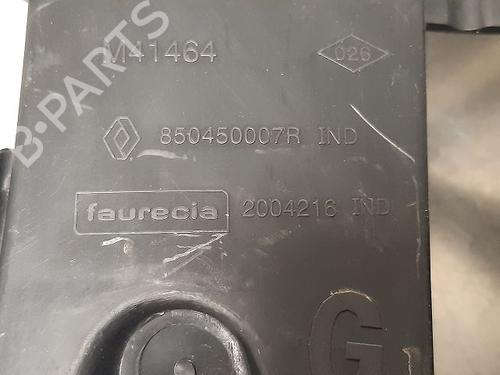 M41464 026
850450007R IND
faurecia 2004216 IND
G
B-PARTS